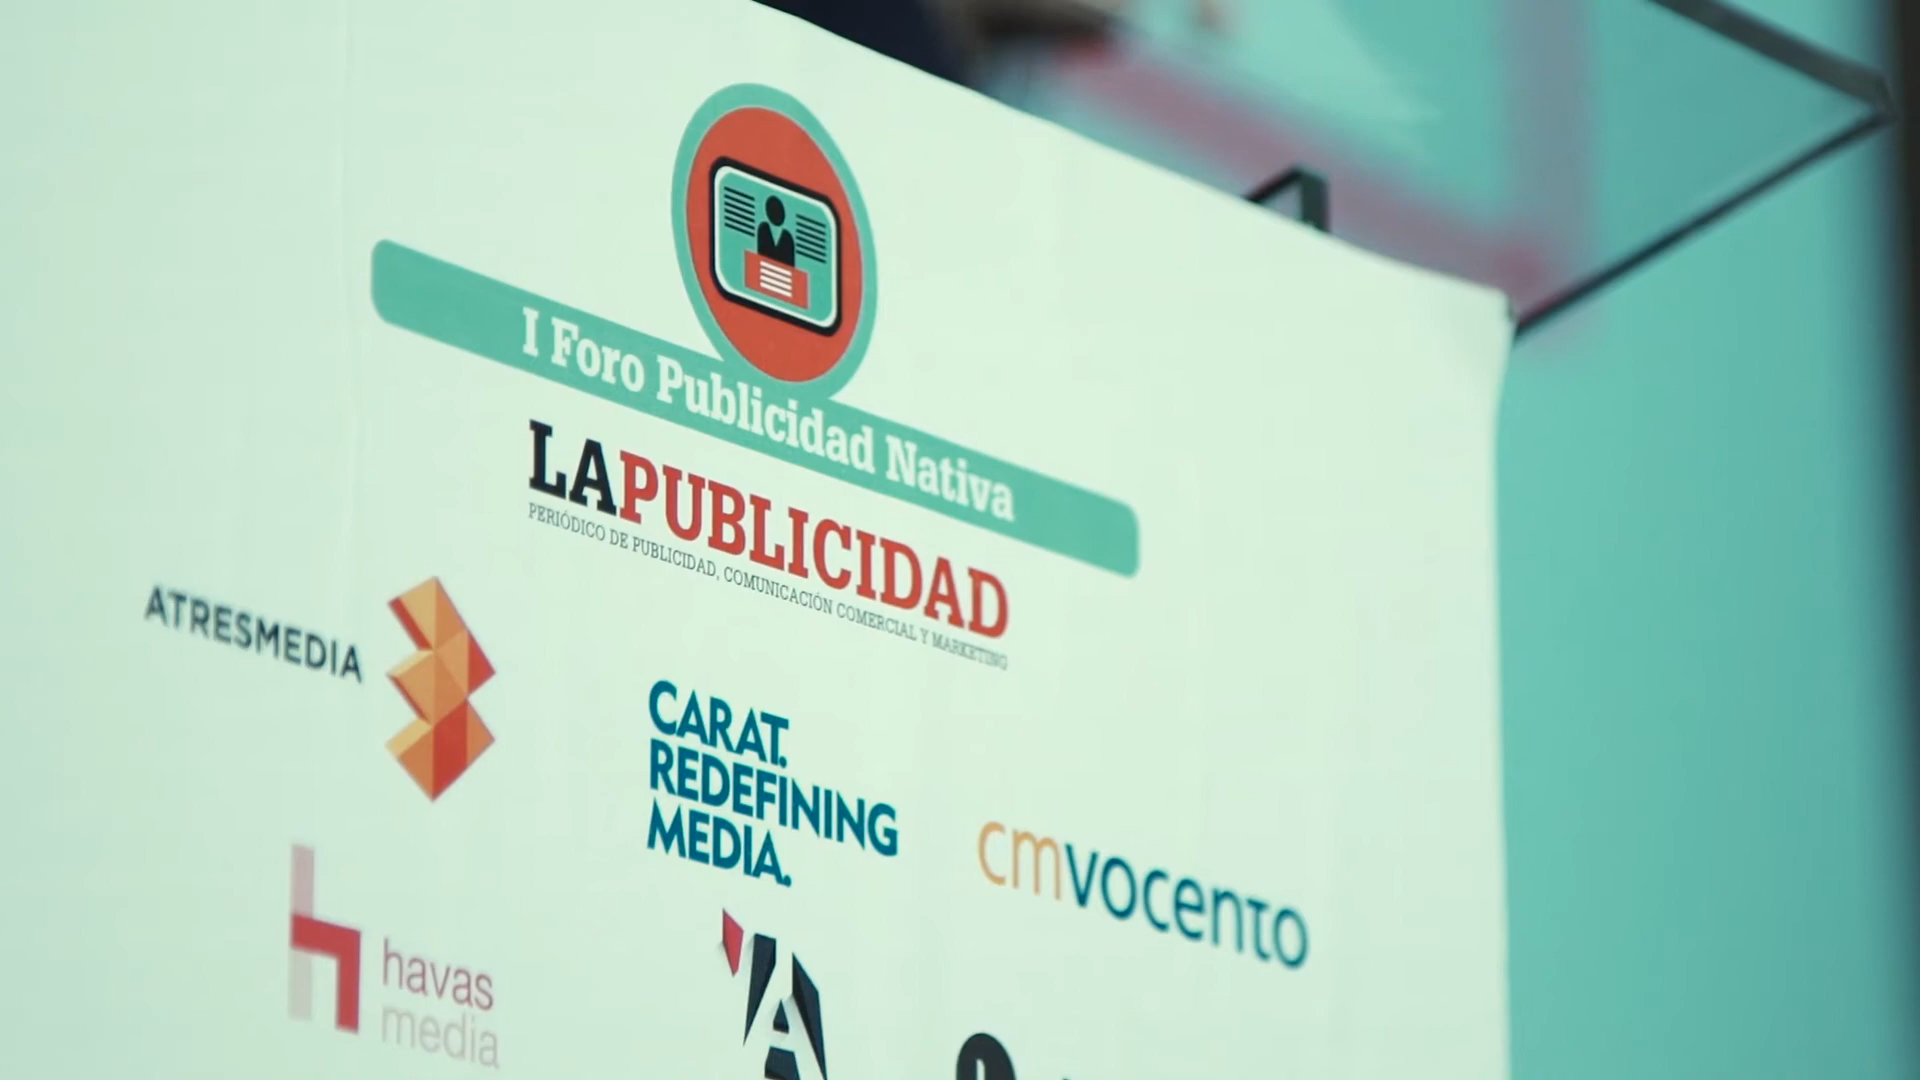 I Foro Publicidad Nativa
LAPUBLICIDAD
PERIÓDICO DE PUBLICIDAD, COMUNICACIÓN COMERCIAL Y MARKETING
ATRESMEDIA
CARAT.
REDEFINING
MEDIA.
cmvocento
havas
media